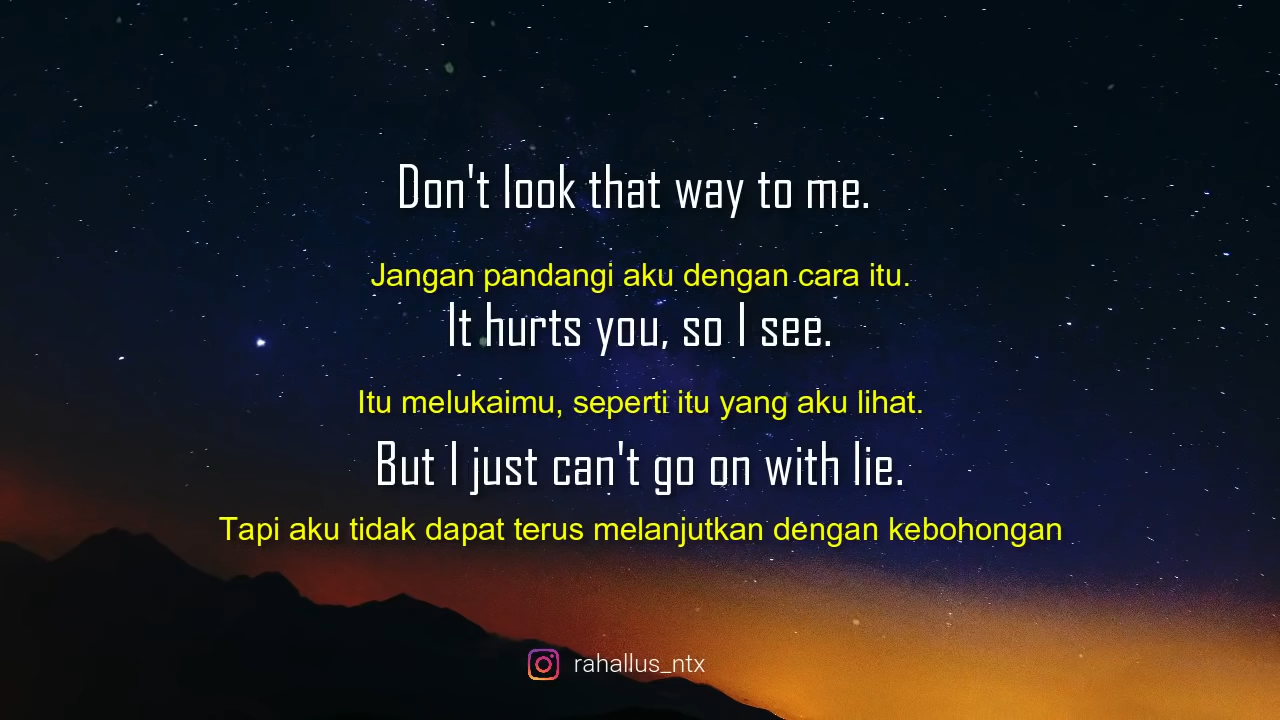 Don't look that way to me.
Jangan pandangi aku dengan cara itu.
It hurts you, so I see.
Itu melukaimu, seperti itu yang aku lihat.
But I just can't go on with lie.
Tapi aku tidak dapat terus melanjutkan dengan kebohongan
rahallus_ntx